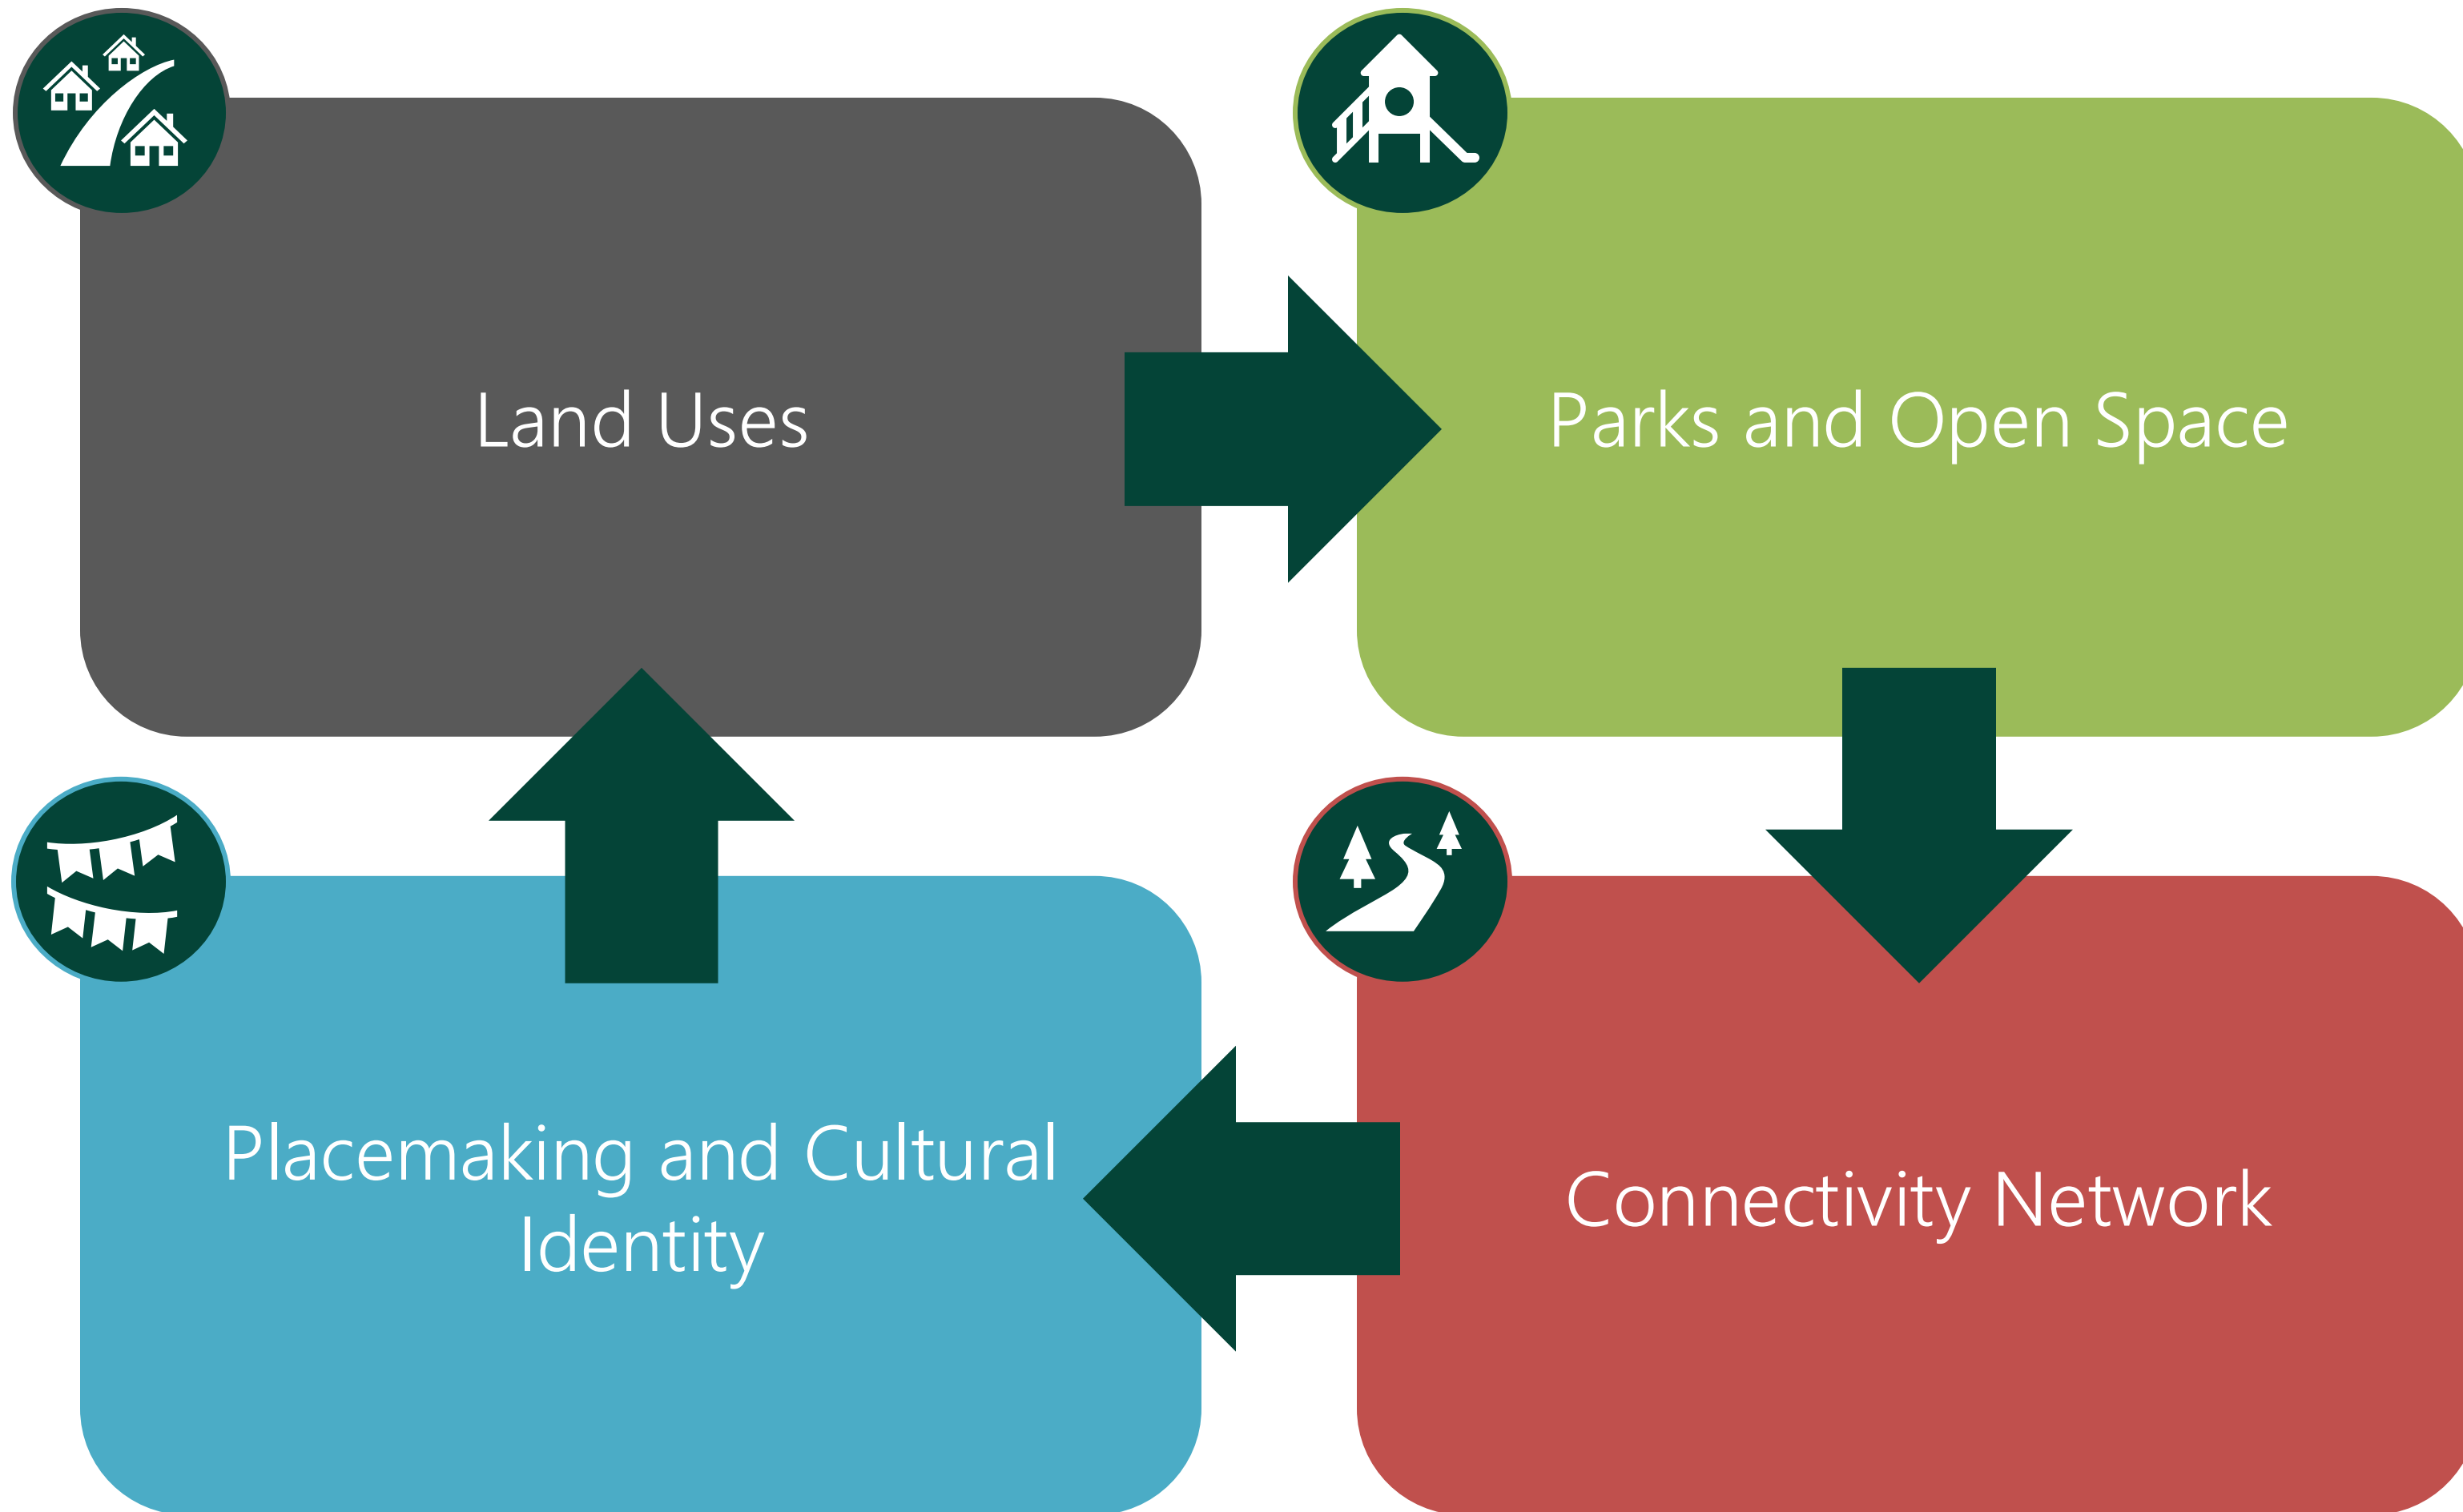 Land Uses
Parks and Open Space
Placemaking and Cultural
Identity
Connectivity Network